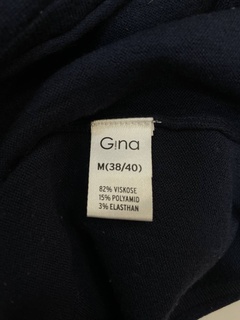 Gina
M(38/40)
82% VISKOSE
15% POLYAMID
3% ELASTHAN